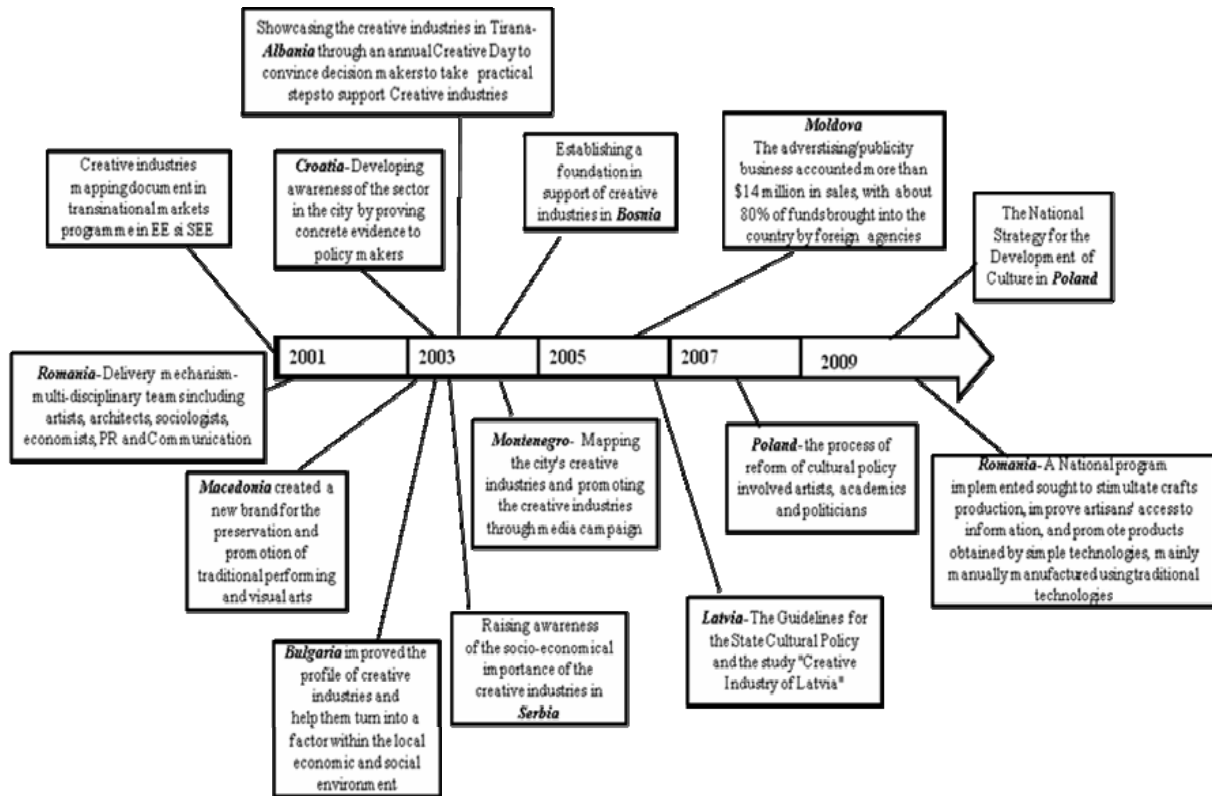 Showcasing the creative industries in Tirana-
Albania through an annual Creative Day to
convince decision makers to take practical
steps to support Creative industries
Creative industries
mapping document in
transnational markets
programme in EE si SEE
Croatia- Developing
awareness of the sector
in the city by proving
concrete evidence to
policy makers
Establishing a
foundation in
support of creative
industries in Bosnia
Moldova
The adverstising/publicity
business accounted more than
$14 million in sales, with about
80% of funds brought into the
country by foreign agencies
The National
Strategy for the
Development of
Culture in Poland
2001
2003
2005
2007
2009
Romania- Delivery mechanism-
multi-disciplinary teams including
artists, architects, sociologists,
economists, PR and Communication
Macedonia created a
new brand for the
preservation and
promotion of
traditional performing
and visual arts
Bulgaria improved the
profile of creative
industries and
help them turn into a
factor within the local
economic and social
environment
Montenegro- Mapping
the city's creative
industries and promoting
the creative industries
through media campaign
Raising awareness
of the socio-economical
importance of the
creative industries in
Serbia
Poland- the process of
reform of cultural policy
involved artists, academics
and politicians
Latvia- The Guidelines for
the State Cultural Policy
and the study "Creative
Industry of Latvia"
Romania- A National program
implemented sought to stimultate crafts
production, improve artisans' access to
information, and promote products
obtained by simple technologies, mainly
manually manufactured using traditional
technologies